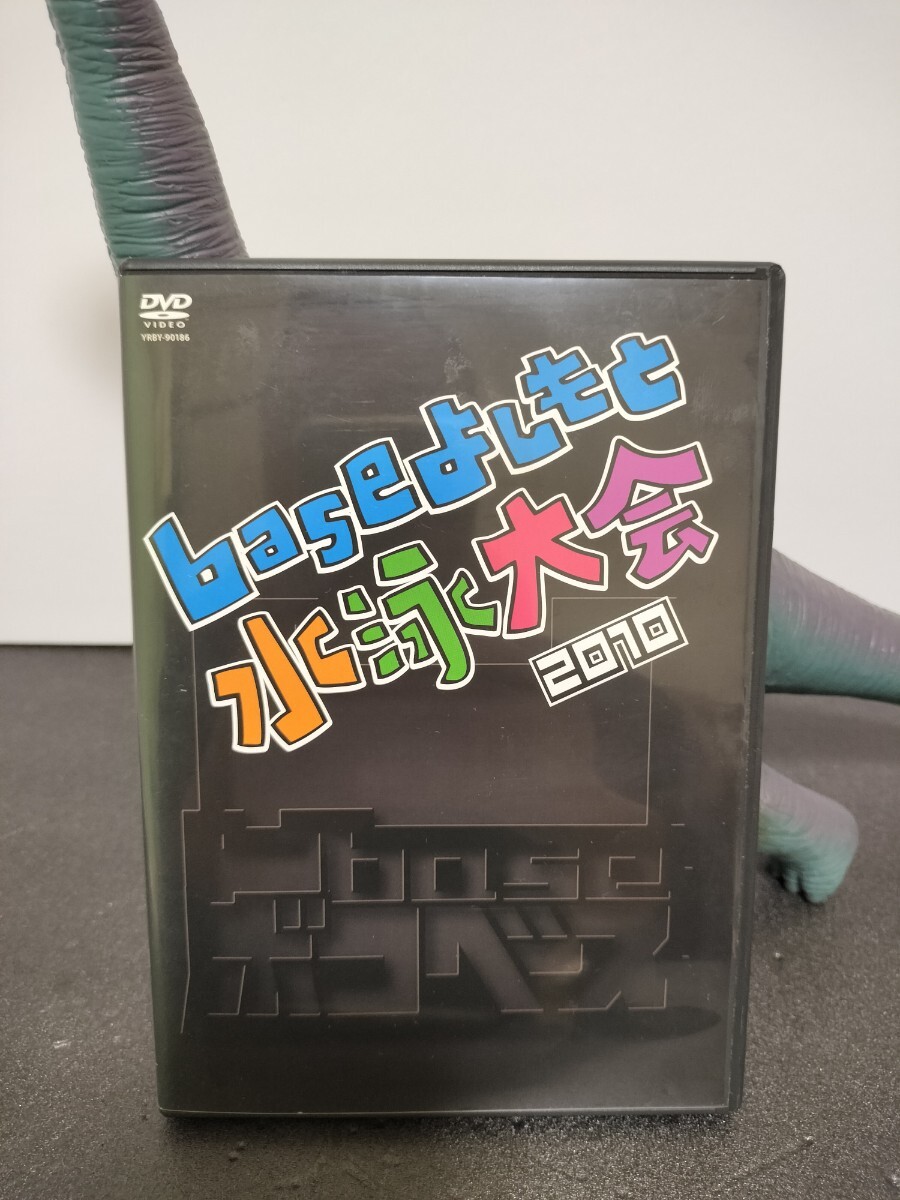 DVD
VIDEO
YRBY-90186
baseよしもと
水泳大会
2010
base
ボコベース